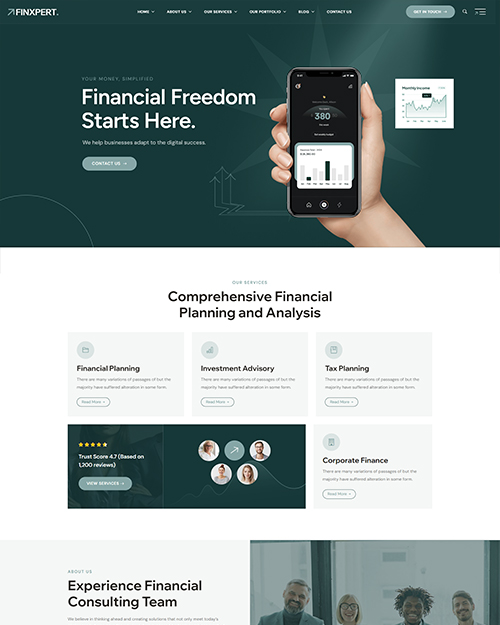 FINXPERT.
HOME
ABOUT US
OUR SERVICES
OUR PORTFOLIO
BLOG
CONTACT US
GET IN TOUCH
YOUR MONEY, SIMPLIFIED
Financial Freedom
Starts Here.
We help businesses adapt to the digital success.
CONTACT US
380
Monthly Income
OUR SERVICES
Comprehensive Financial
Planning and Analysis
Financial Planning
There are many variations of passages of but the
majority have suffered alteration in some form.
Read More
Investment Advisory
There are many variations of passages of but the
majority have suffered alteration in some form.
Read More
Tax Planning
There are many variations of passages of but the
majority have suffered alteration in some form.
Read More
Trust Score 4.7 (Based on
1,200 reviews)
VIEW SERVICES
Corporate Finance
There are many variations of passages of but the
majority have suffered alteration in some form.
Read More
ABOUT US
Experience Financial
Consulting Team
We believe in thinking ahead and creating solutions that not only meet today's